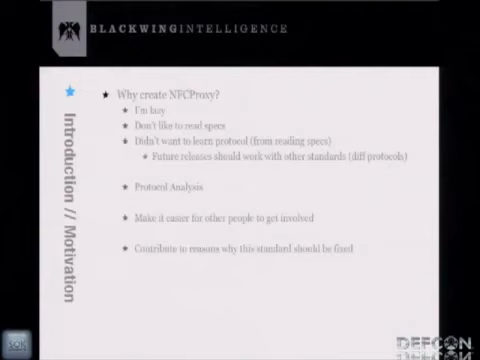 BLACKWINGINTELLIGENCE
Introduction // Motivation
Why create NFCProxy?
I'm lazy
Don't like to read specs
Didn't want to learn protocol (from reading specs)
Future releases should work with other standards (diff protocols)
Protocol Analysis
Make it easier for other people to get involved
Contribute to reasons why this standard should be fixed
DEFCON